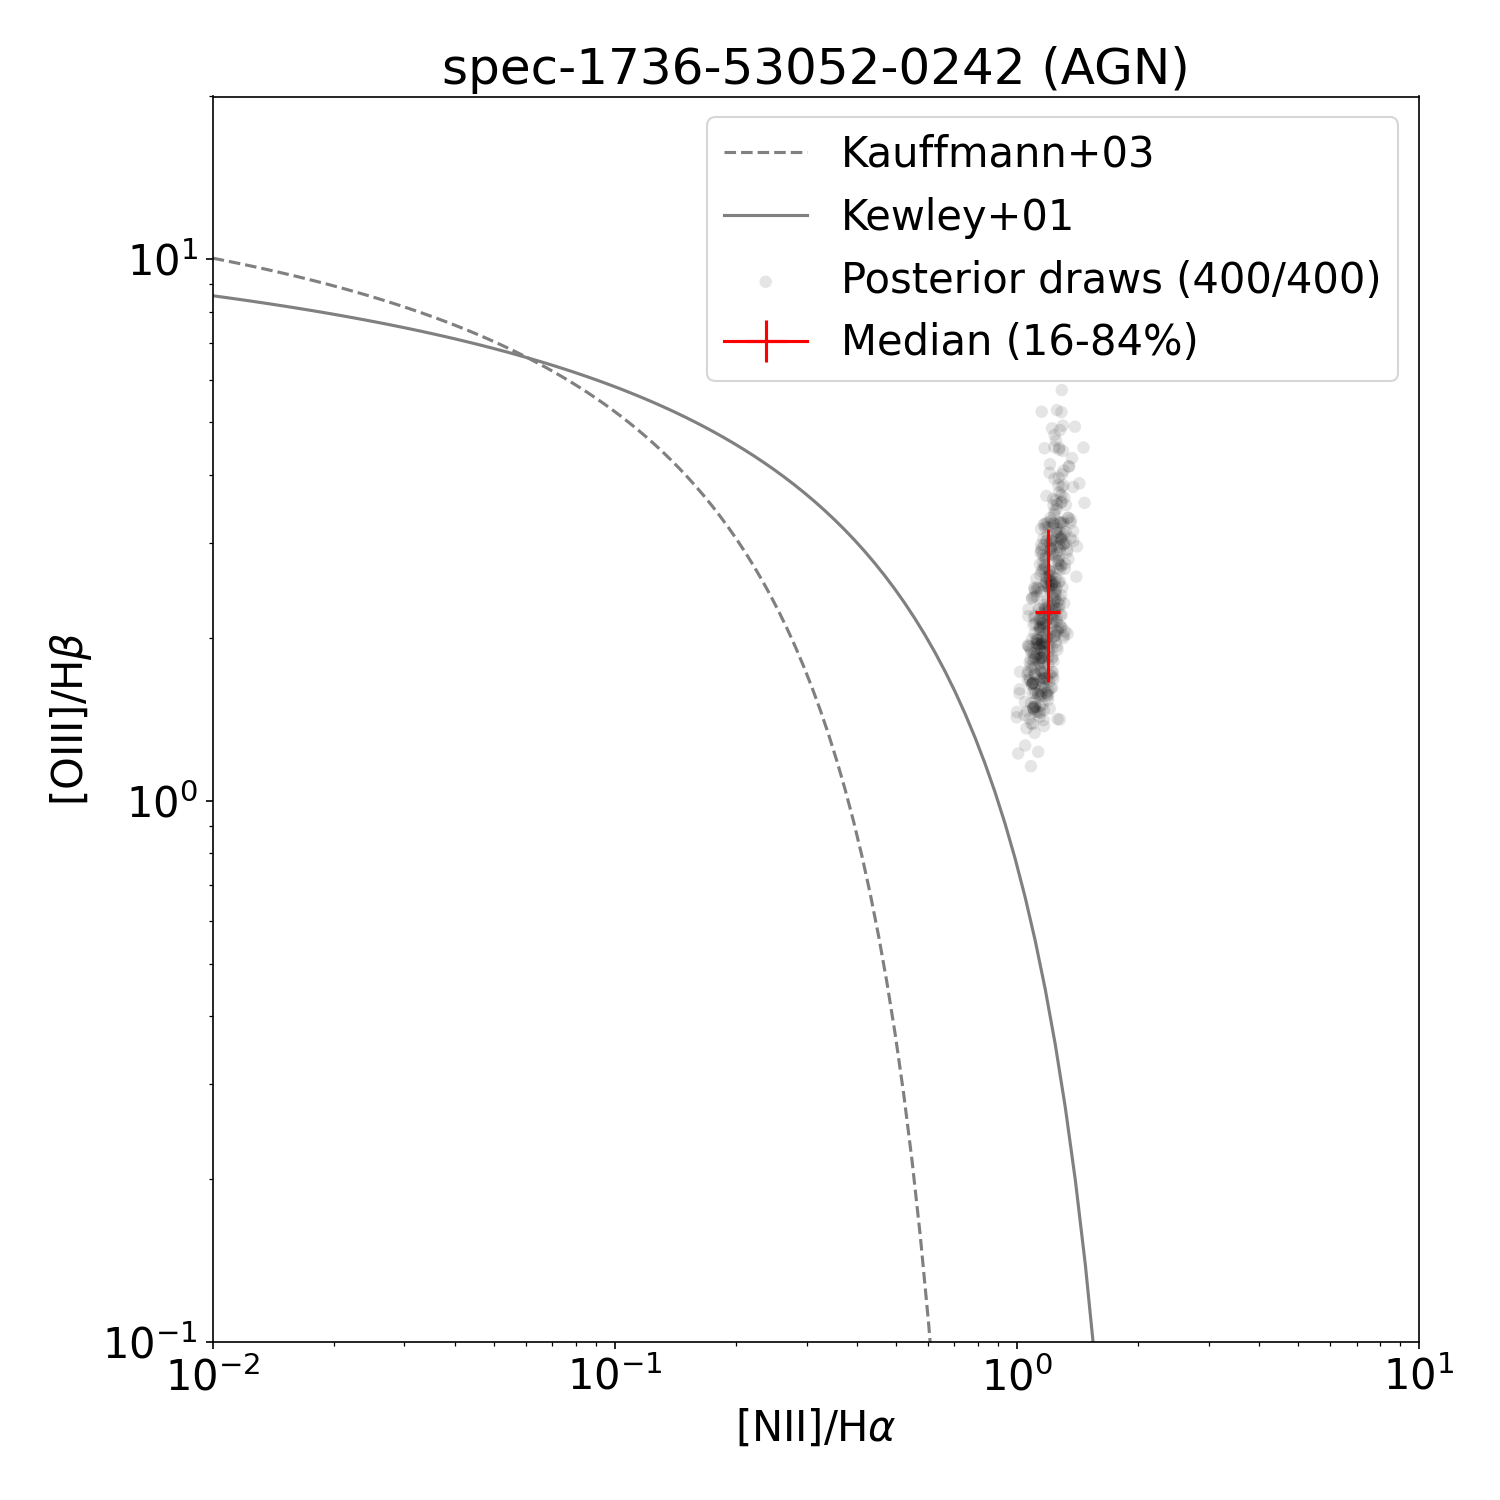 spec-1736-53052-0242 (AGN)
Kauffmann+03
Kewley+01
Posterior draws (400/400)
Median (16-84%)
10¹
10⁰
10⁻¹
[OIII]/Hβ
10⁻²
10⁻¹
10⁰
10¹
[NII]/Hα